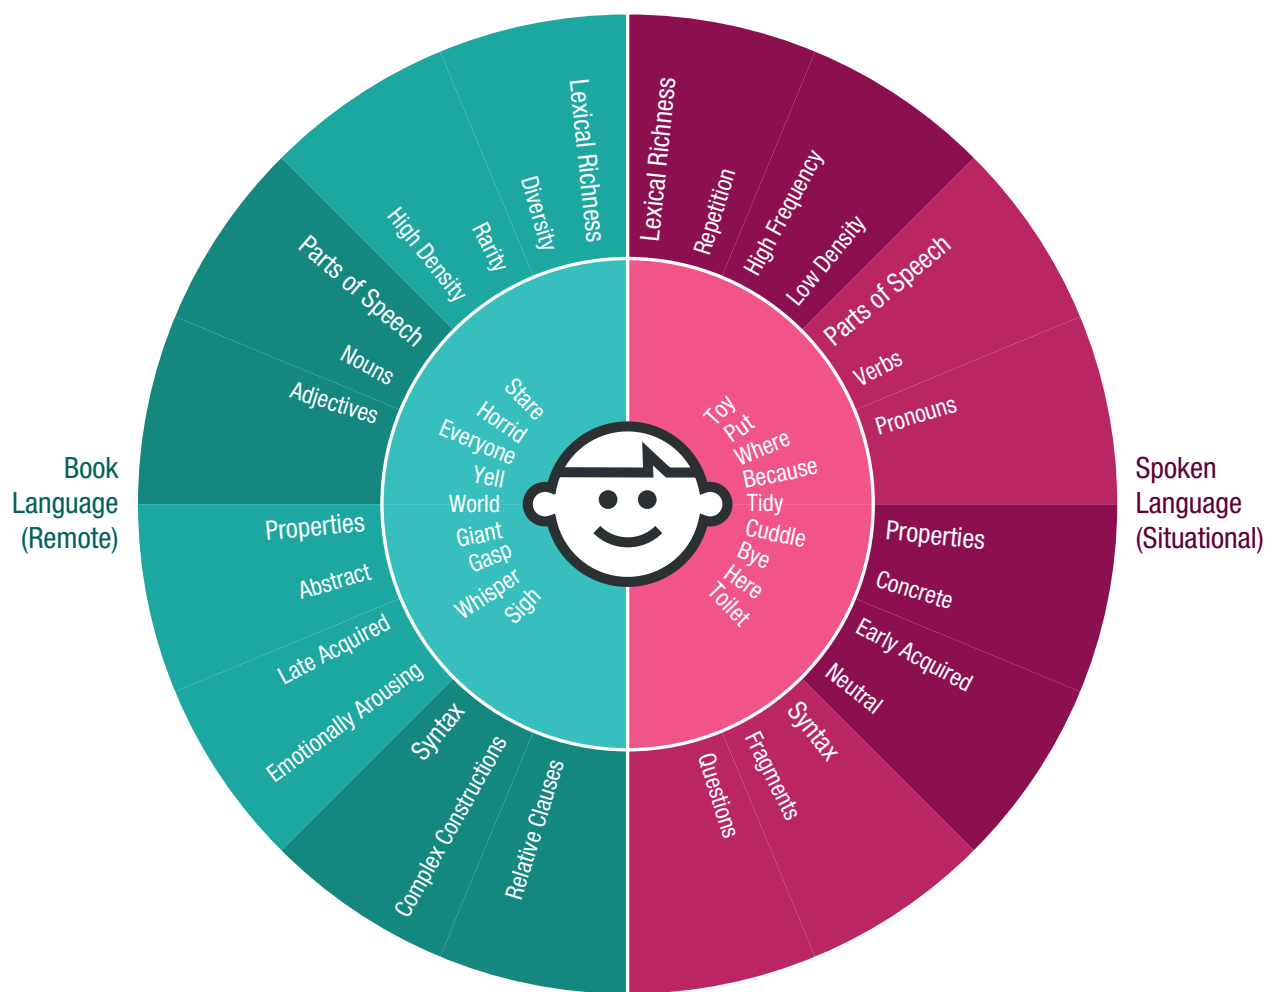 Book
Language
(Remote)
Lexical Richness
Diversity
Rarity
High Density
Parts of Speech
Nouns
Adjectives
Properties
Abstract
Late Acquired
Emotionally Arousing
Syntax
Complex Constructions
Relative Clauses
Stare
Horrid
Everyone
Yell
World
Giant
Gasp
Whisper
Sigh
Lexical Richness
Repetition
High Frequency
Low Density
Parts of Speech
Verbs
Pronouns
Properties
Concrete
Early Acquired
Neutral
Syntax
Fragments
Questions
Toy
Put
Where
Because
Tidy
Cuddle
Bye
Here
Toilet
Spoken
Language
(Situational)